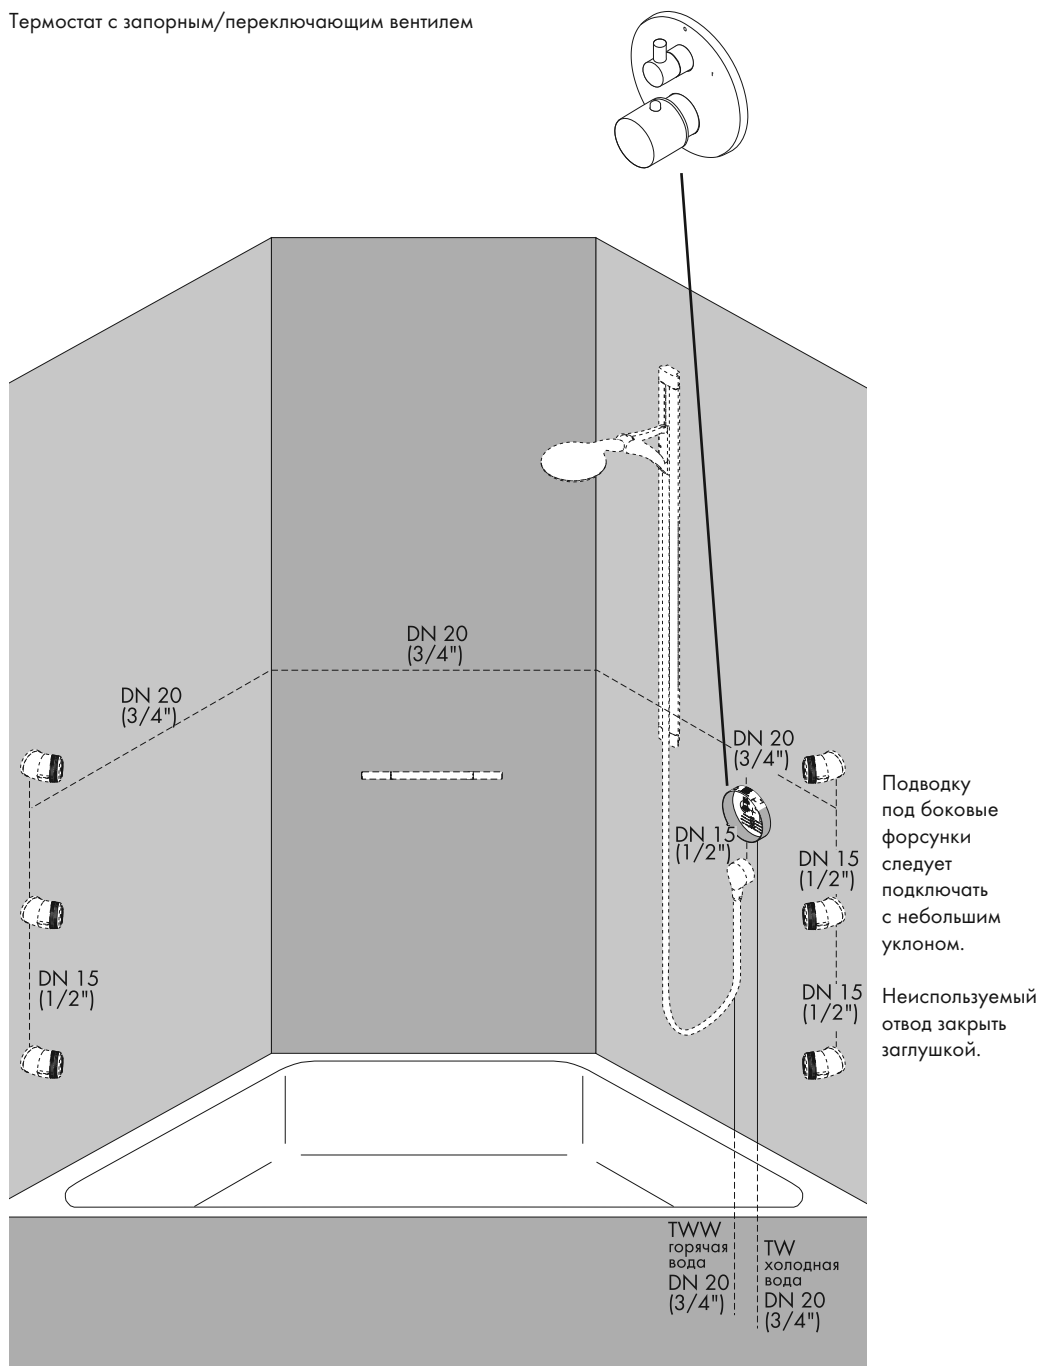 Термостат с запорным/переключающим вентилем
DN 20
(3/4")
DN 20
(3/4")
DN 20
(3/4")
DN 15
(1/2")
DN 15
(1/2")
DN 15
(1/2")
DN 15
(1/2")
Подводку
под боковые
форсунки
следует
подключать
с небольшим
уклоном.
Неиспользуемый
отвод закрыть
заглушкой.
TWW
горячая
вода
DN 20
(3/4")
TW
холодная
вода
DN 20
(3/4")